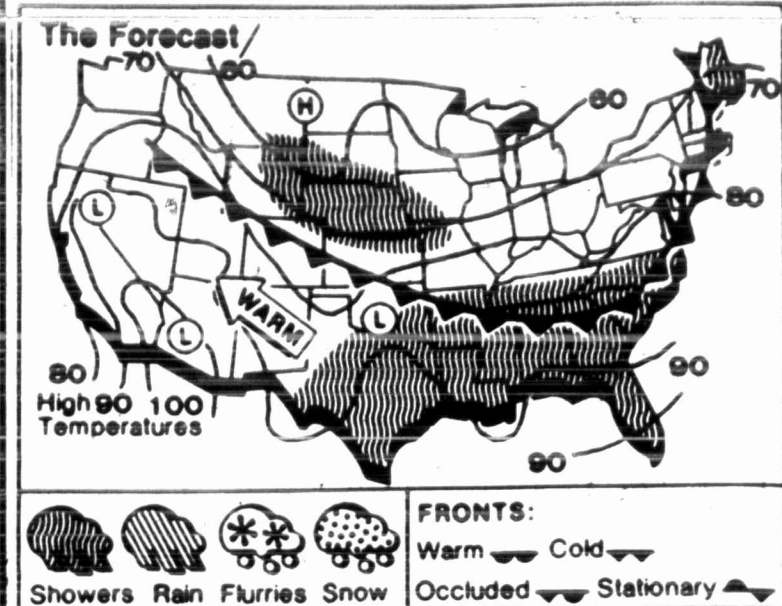 The Forecast
70
60
H
60
70
80
L
WARM
L
L
80
90
100
90
90
High
Temperatures
Showers Rain Flurries Snow
FRONTS:
Warm Cold
Occluded Stationary